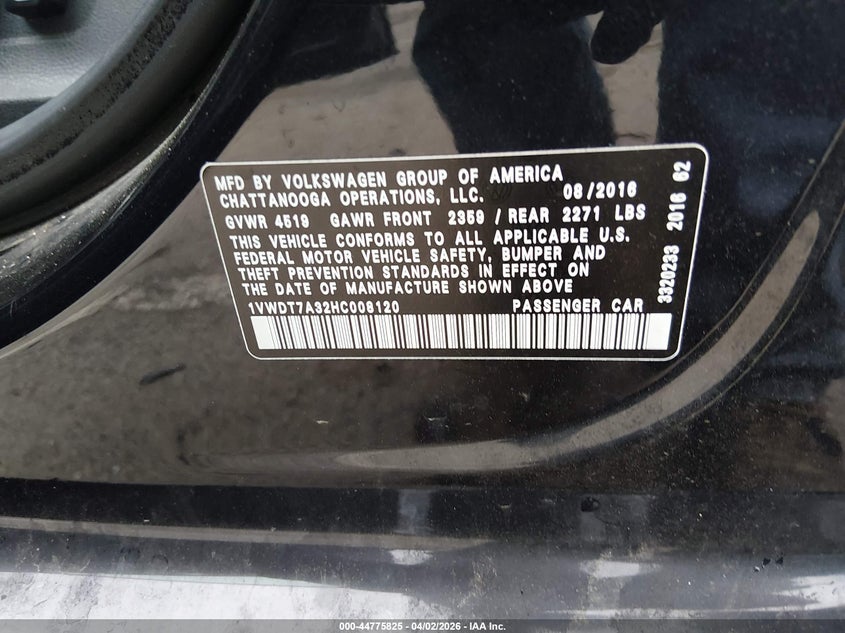 MFD BY VOLKSWAGEN GROUP OF AMERICA
CHATTANOOGA OPERATIONS, LLC. 08/2016
GVWR 4519 GAWR FRONT 2359 / REAR 2271 LBS
THIS VEHICLE CONFORMS TO ALL APPLICABLE U.S.
FEDERAL MOTOR VEHICLE SAFETY, BUMPER AND
THEFT PREVENTION STANDARDS IN EFFECT ON
THE DATE OF MANUFACTURE SHOWN ABOVE
1VWDT7A32HC008120 PASSENGER CAR
3320233 2016 62
000-44775825 - 04/02/2026 - IAA Inc.